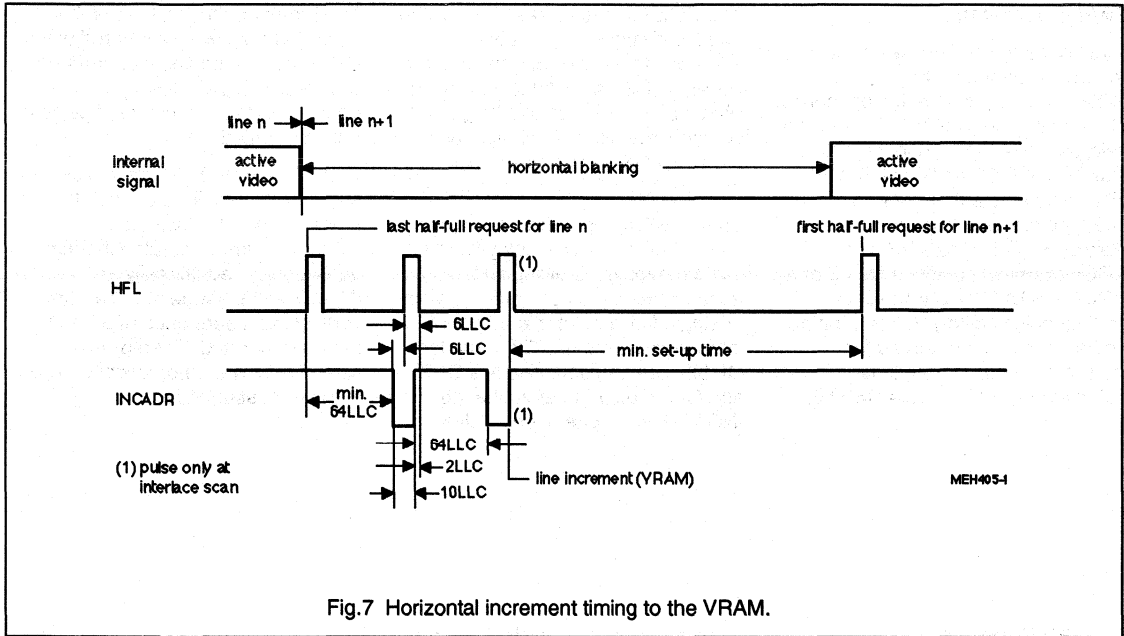 line n line n+1
internal signal
active video
horizontal blanking
active video
last half-full request for line n
first half-full request for line n+1
HFL
(1)
6LLC
6LLC
min. set-up time
INCADR
min. 64LLC
(1)
64LLC
2LLC
line increment (VRAM)
10LLC
(1) pulse only at
interlace scan
MEH405-1
Fig.7 Horizontal increment timing to the VRAM.